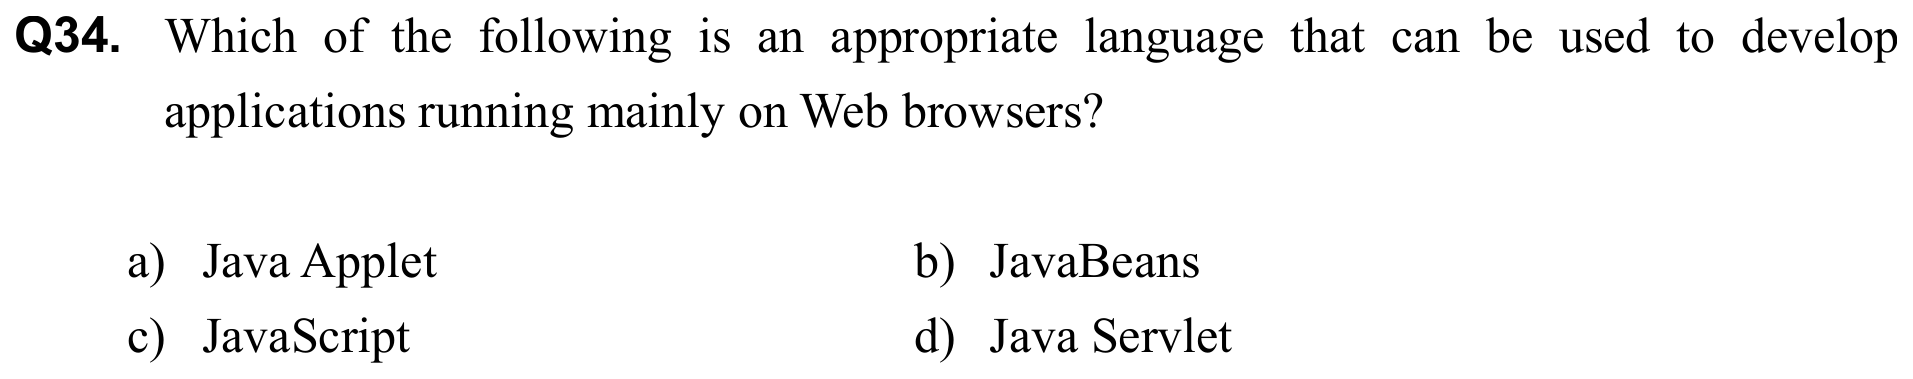 Q34. Which of the following is an appropriate language that can be used to develop
applications running mainly on Web browsers?
a) Java Applet b) JavaBeans
c) JavaScript d) Java Servlet